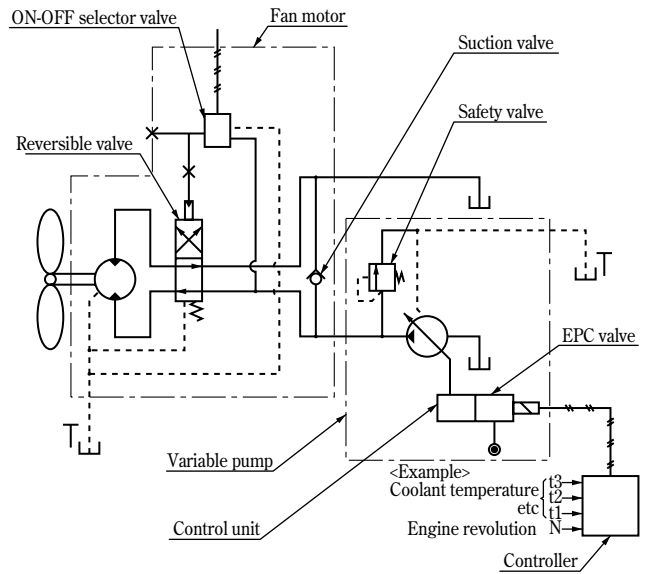 ON-OFF selector valve
Fan motor
Suction valve
Safety valve
Reversible valve
T
EPC valve
T
Variable pump
<Example>
Coolant temperature
etc
t3
t2
t1
Control unit
Engine revolution N
Controller